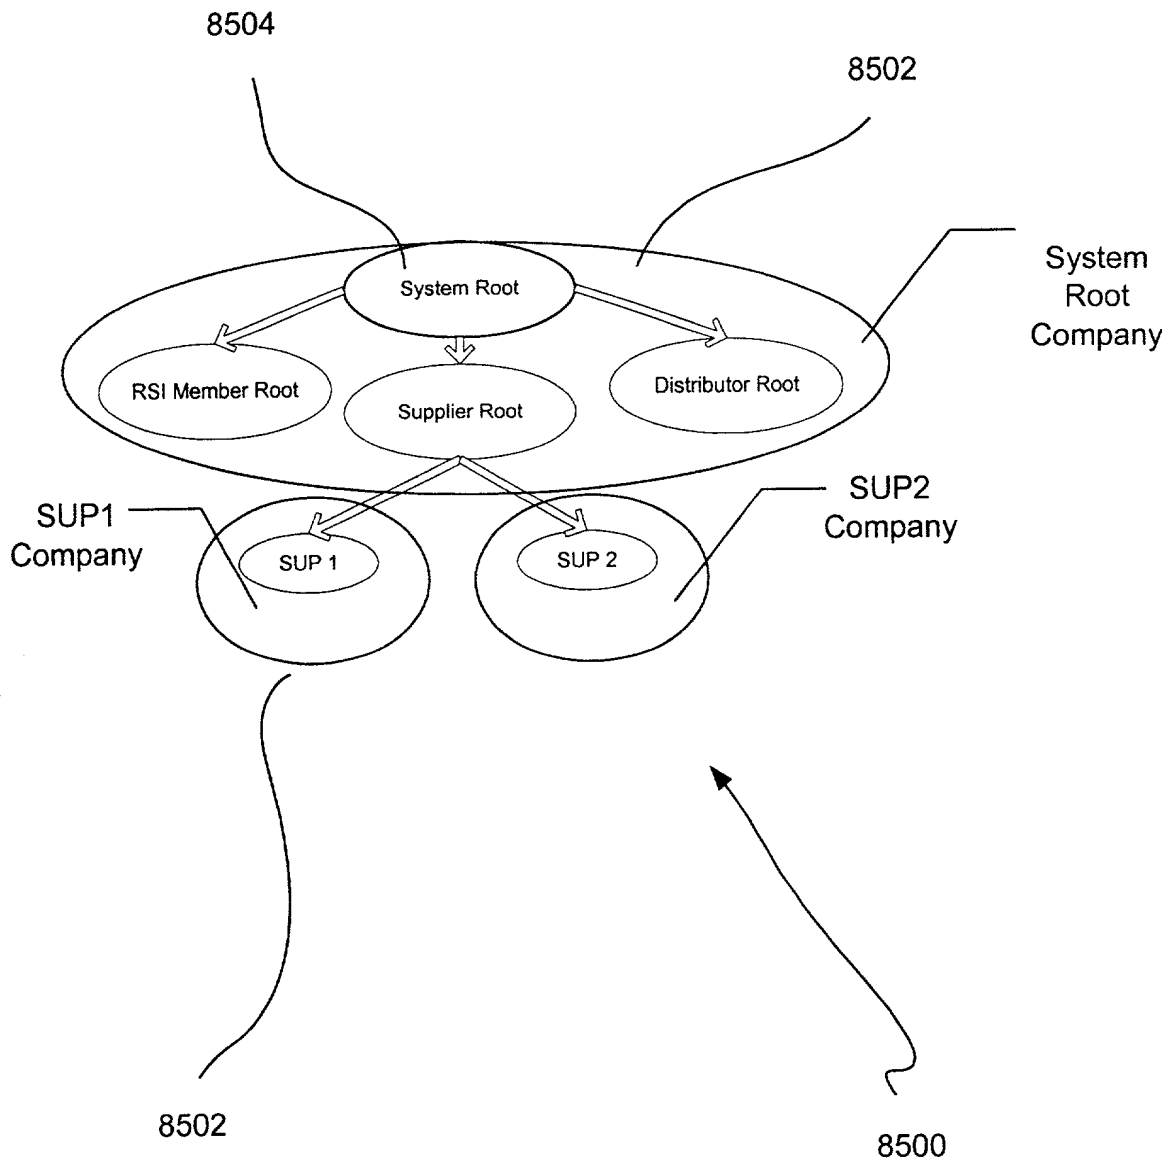 8504
8502
System
Root
Company
System Root
RSI Member Root
Supplier Root
Distributor Root
SUP1
Company
SUP2
Company
SUP 1
SUP 2
8502
8500